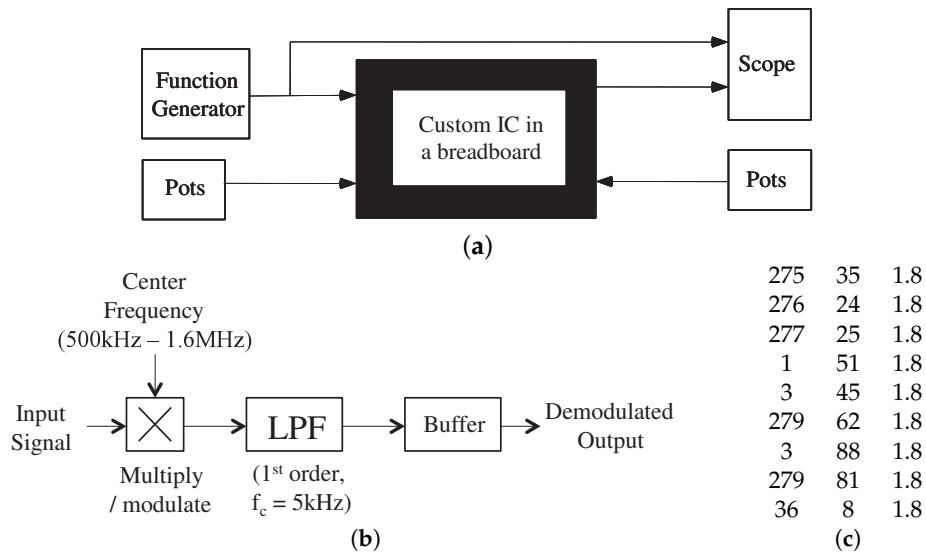 Function
Generator
Scope
Custom IC in
a breadboard
Pots
Pots
(a)
Center
Frequency
(500kHz – 1.6MHz)
Input
Signal
LPF
Buffer
Demodulated
Output
Multiply
/ modulate
(1st order,
fc = 5kHz)
(b)
275 35 1.8
276 24 1.8
277 25 1.8
1 51 1.8
3 45 1.8
279 62 1.8
3 88 1.8
279 81 1.8
36 8 1.8
(c)